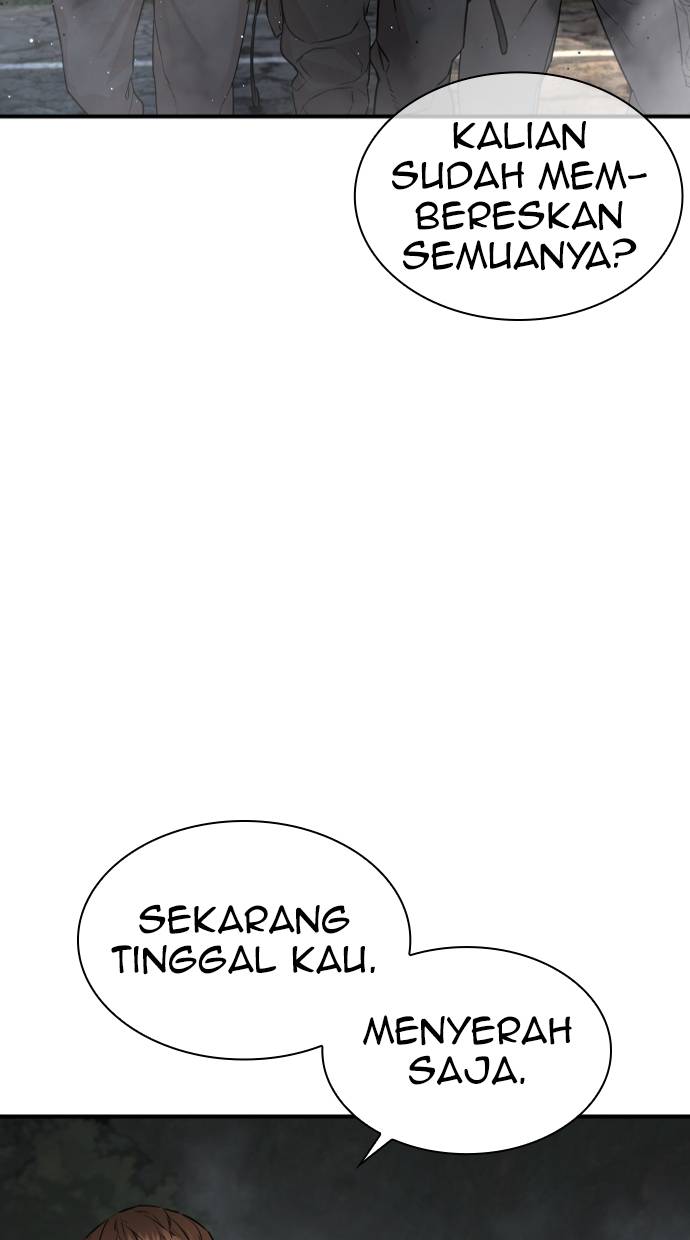 KALIAN
SUDAH MEM-
BERESKAN
SEMUANYA?
SEKARANG
TINGGAL KAU.
MENYERAH
SAJA.